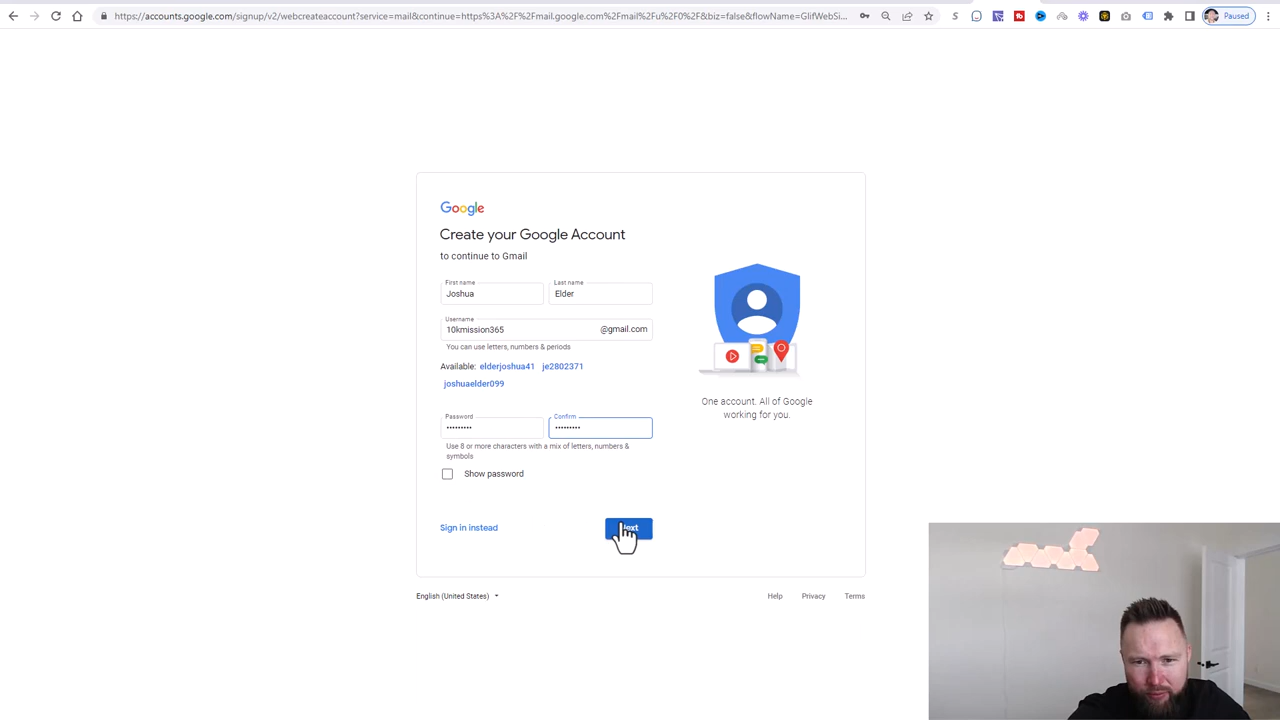 https://accounts.google.com/signup/v2/webcreateaccount?service=mail&continue=https%3A%2F%2Fmail.google.com%2Fmail%2Fu%2F0%2F&biz=false&flowName=GlifWebSi...
Paused
Google
Create your Google Account
to continue to Gmail
First name
Last name
Joshua
Elder
Username
10kmission365
@gmail.com
You can use letters, numbers & periods
Available: elderjoshua41 je2802371
joshuaelder099
Password
Confirm
•••••••••
•••••••••
Use 8 or more characters with a mix of letters, numbers &
symbols
Show password
One account. All of Google
working for you.
Sign in instead
Next
English (United States)
Help Privacy Terms